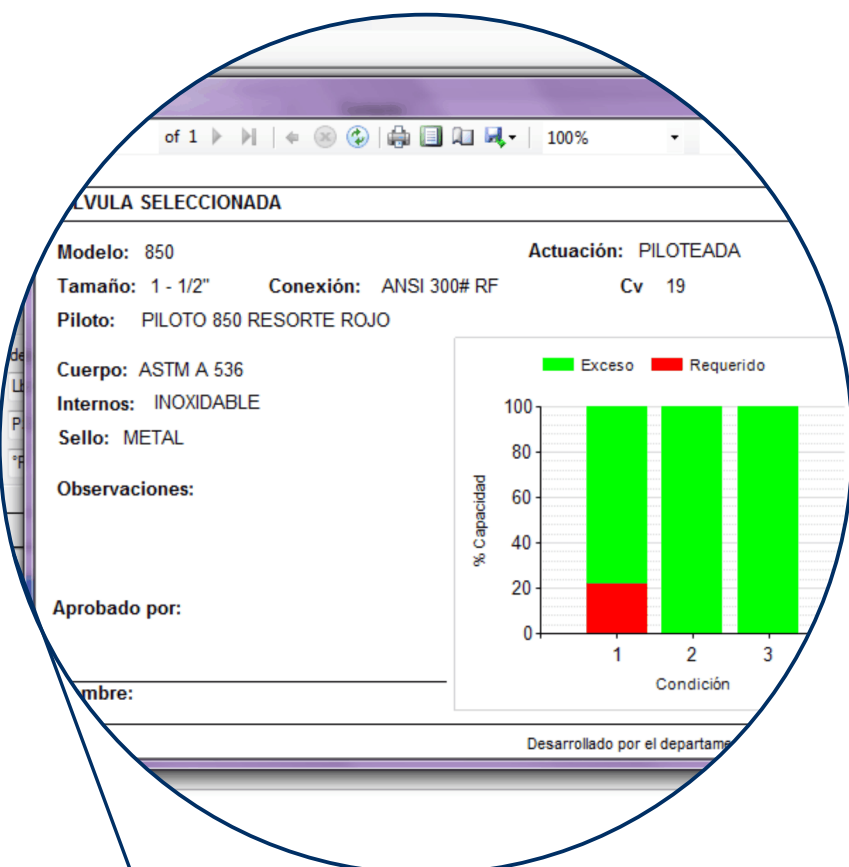 of 1 100%
LVULA SELECCIONADA
Modelo: 850 Actuación: PILOTEADA
Tamaño: 1 - 1/2" Conexión: ANSI 300# RF Cv 19
Piloto: PILOTO 850 RESORTE ROJO
Cuerpo: ASTM A 536
Internos: INOXIDABLE
Sello: METAL
Observaciones:
Aprobado por:
mbre:
Exceso Requerido
100
80
60
40
20
0
% Capacidad
1 2 3
Condición
Desarrollado por el departame